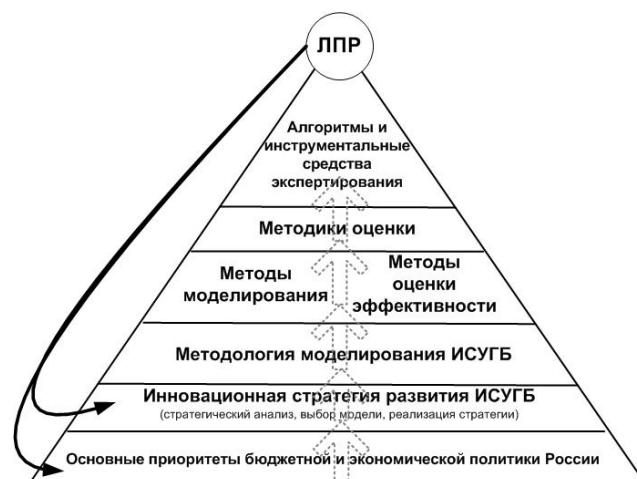 ЛПР
Алгоритмы и
инструментальные
средства
экспертирования
Методики оценки
Методы
моделирования
Методы
оценки
эффективности
Методология моделирования ИСУГБ
Инновационная стратегия развития ИСУГБ
(стратегический анализ, выбор модели, реализация стратегии)
Основные приоритеты бюджетной и экономической политики России